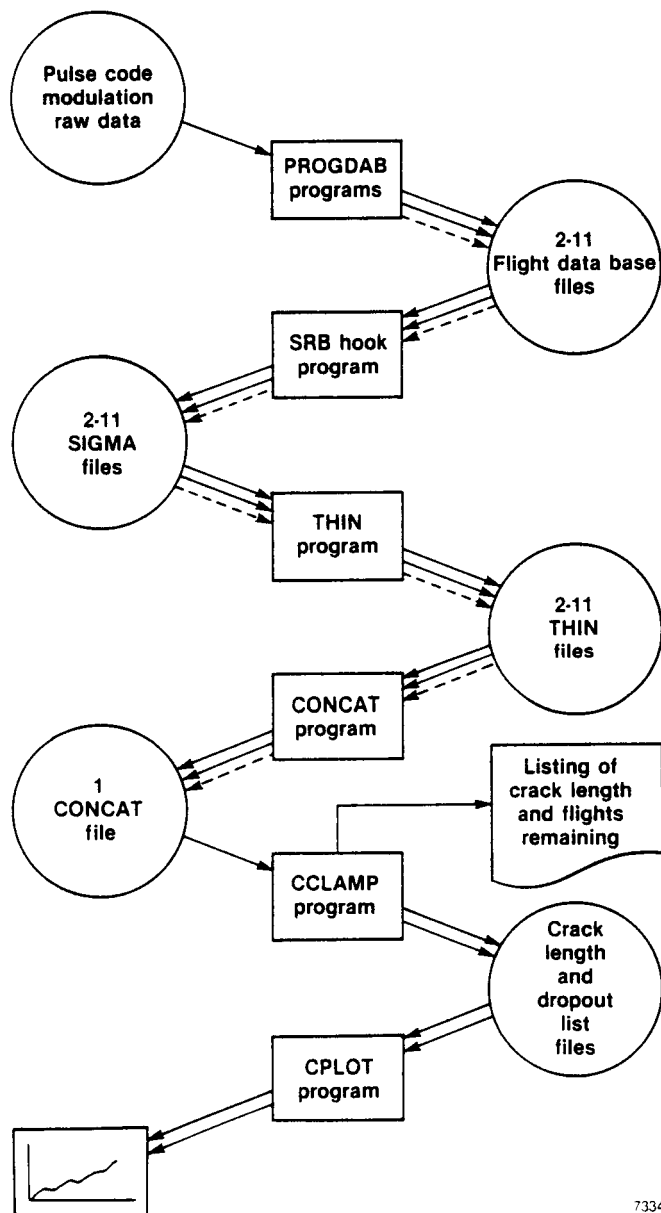 Pulse code
modulation
raw data
PROGDAB
programs
2-11
Flight data base
files
SRB hook
program
2-11
SIGMA
files
THIN
program
2-11
THIN
files
CONCAT
program
1
CONCAT
file
Listing of
crack length
and flights
remaining
CCLAMP
program
Crack
length
and
dropout
list
files
CPLOT
program
7334